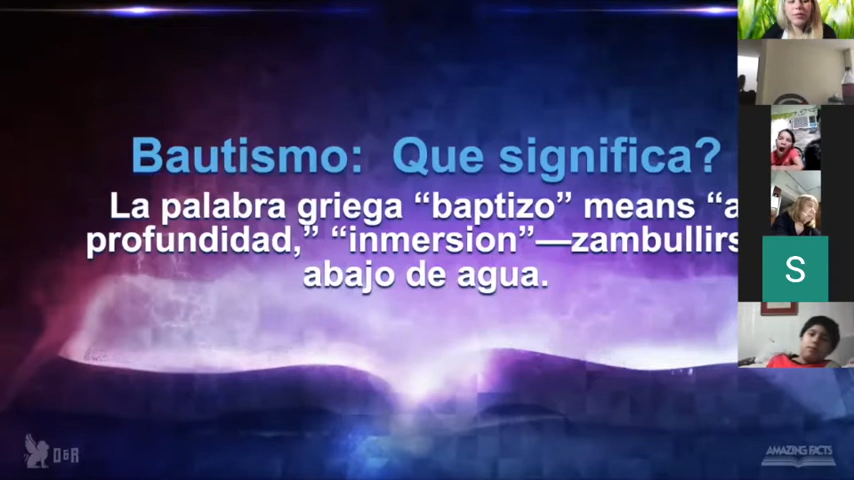 Bautismo: Que significa?
La palabra griega “baptizo” means “a
profundidad,” “inmersion”—zambullirs
abajo de agua.
S
D&R
AMAZING FACTS